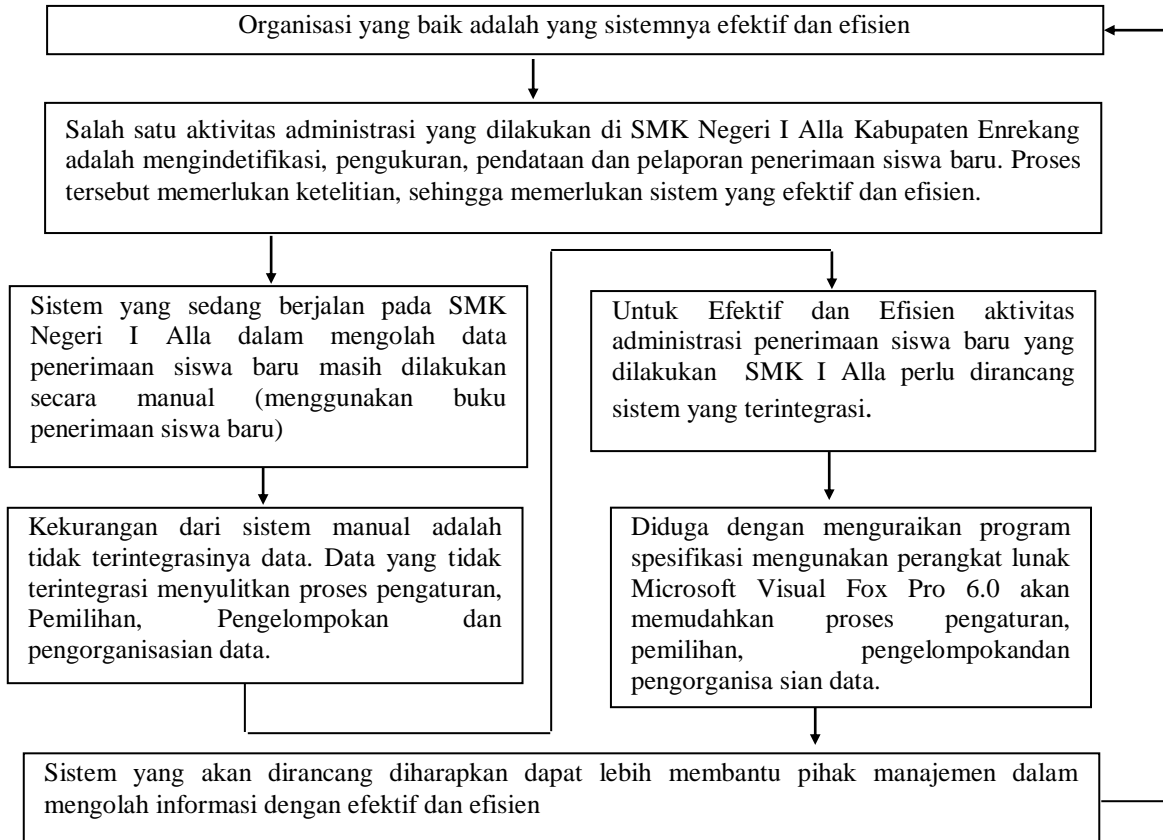 Organisasi yang baik adalah yang sistemnya efektif dan efisien
Salah satu aktivitas administrasi yang dilakukan di SMK Negeri I Alla Kabupaten Enrekang
adalah mengindetifikasi, pengukuran, pendataan dan pelaporan penerimaan siswa baru. Proses
tersebut memerlukan ketelitian, sehingga memerlukan sistem yang efektif dan efisien.
Sistem yang sedang berjalan pada SMK
Negeri I Alla dalam mengolah data
penerimaan siswa baru masih dilakukan
secara manual (menggunakan buku
penerimaan siswa baru)
Kekurangan dari sistem manual adalah
tidak terintegrasinya data. Data yang tidak
terintegrasi menyulitkan proses pengaturan,
Pemilihan, Pengelompokan dan
pengorganisasian data.
Untuk Efektif dan Efisien aktivitas
administrasi penerimaan siswa baru yang
dilakukan SMK I Alla perlu dirancang
sistem yang terintegrasi.
Diduga dengan menguraikan program
spesifikasi mengunakan perangkat lunak
Microsoft Visual Fox Pro 6.0 akan
memudahkan proses pengaturan,
pemilihan, pengelompokandan
pengorganisa sian data.
Sistem yang akan dirancang diharapkan dapat lebih membantu pihak manajemen dalam
mengolah informasi dengan efektif dan efisien